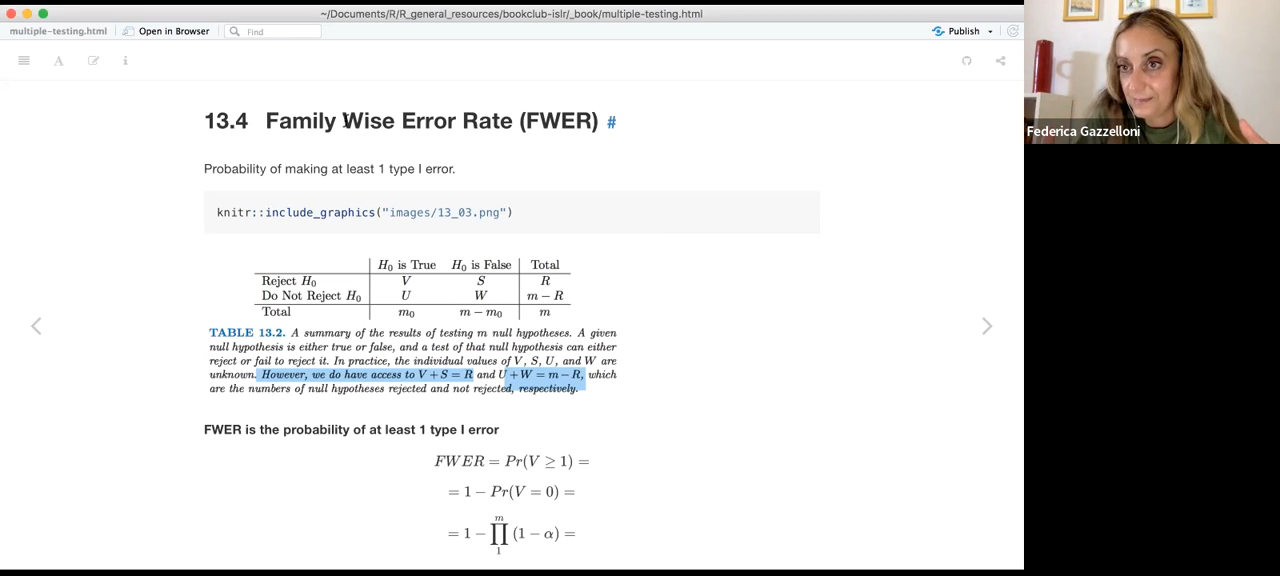 ~/Documents/R/R_general_resources/bookclub-islr/_book/multiple-testing.html
multiple-testing.html Open in Browser Find Publish
Federica Gazzelloni
13.4 Family Wise Error Rate (FWER) #
Probability of making at least 1 type I error.
knitr::include_graphics("images/13_03.png")
H₀ is True H₀ is False Total
Reject H₀ V S R
Do Not Reject H₀ U W m − R
Total m₀ m − m₀ m
TABLE 13.2. A summary of the results of testing m null hypotheses. A given
null hypothesis is either true or false, and a test of that null hypothesis can either
reject or fail to reject it. In practice, the individual values of V, S, U, and W are
unknown. However, we do have access to V + S = R and U + W = m − R, which
are the numbers of null hypotheses rejected and not rejected, respectively.
FWER is the probability of at least 1 type I error
FWER = Pr(V ≥ 1) =
= 1 − Pr(V = 0) =
m
= 1 − ∏ (1 − α) =
1